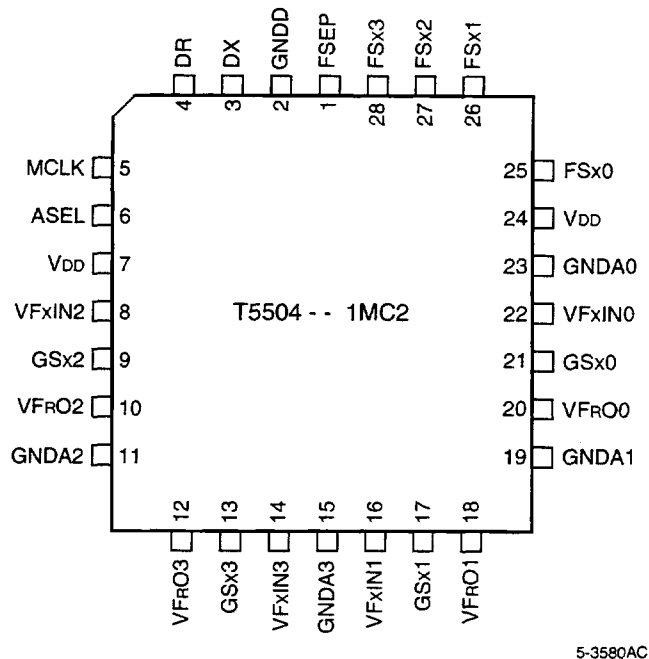 DR DX GNDD FSEP FSx3 FSx2 FSx1
4 3 2 1 28 27 26
MCLK 5 25 FSx0
ASEL 6 24 VDD
VDD 7 23 GNDA0
VFxIN2 8 22 VFxIN0
T5504 - - 1MC2
GSx2 9 21 GSx0
VFRO2 10 20 VFRO0
GNDA2 11 19 GNDA1
12 13 14 15 16 17 18
VFRO3 GSx3 VFxIN3 GNDA3 VFxIN1 GSx1 VFRO1
5-3580AC